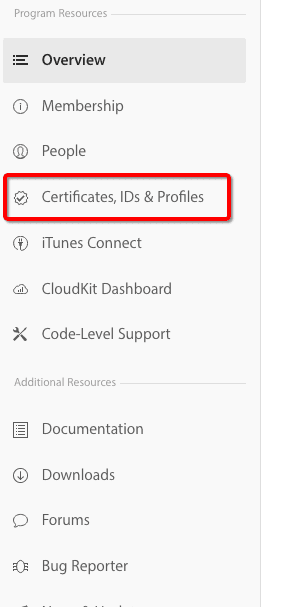 Program Resources
Overview
Membership
People
Certificates, IDs & Profiles
iTunes Connect
CloudKit Dashboard
Code-Level Support
Additional Resources
Documentation
Downloads
Forums
Bug Reporter